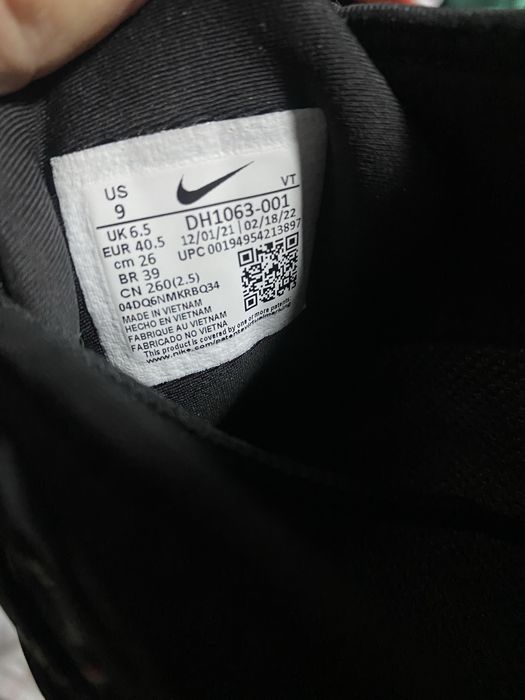 US
9
VT
UK 6.5
DH1063-001
EUR 40.5
12/01/21 | 02/18/22
cm 26
UPC 00194954213897
BR 39
CN 260(2.5)
04DQ6NMKRBQ34
MADE IN VIETNAM
HECHO EN VIETNAM
FABRIQUE AU VIETNAM
FABRICADO NO VIETNA
This product is covered by one or more patents.